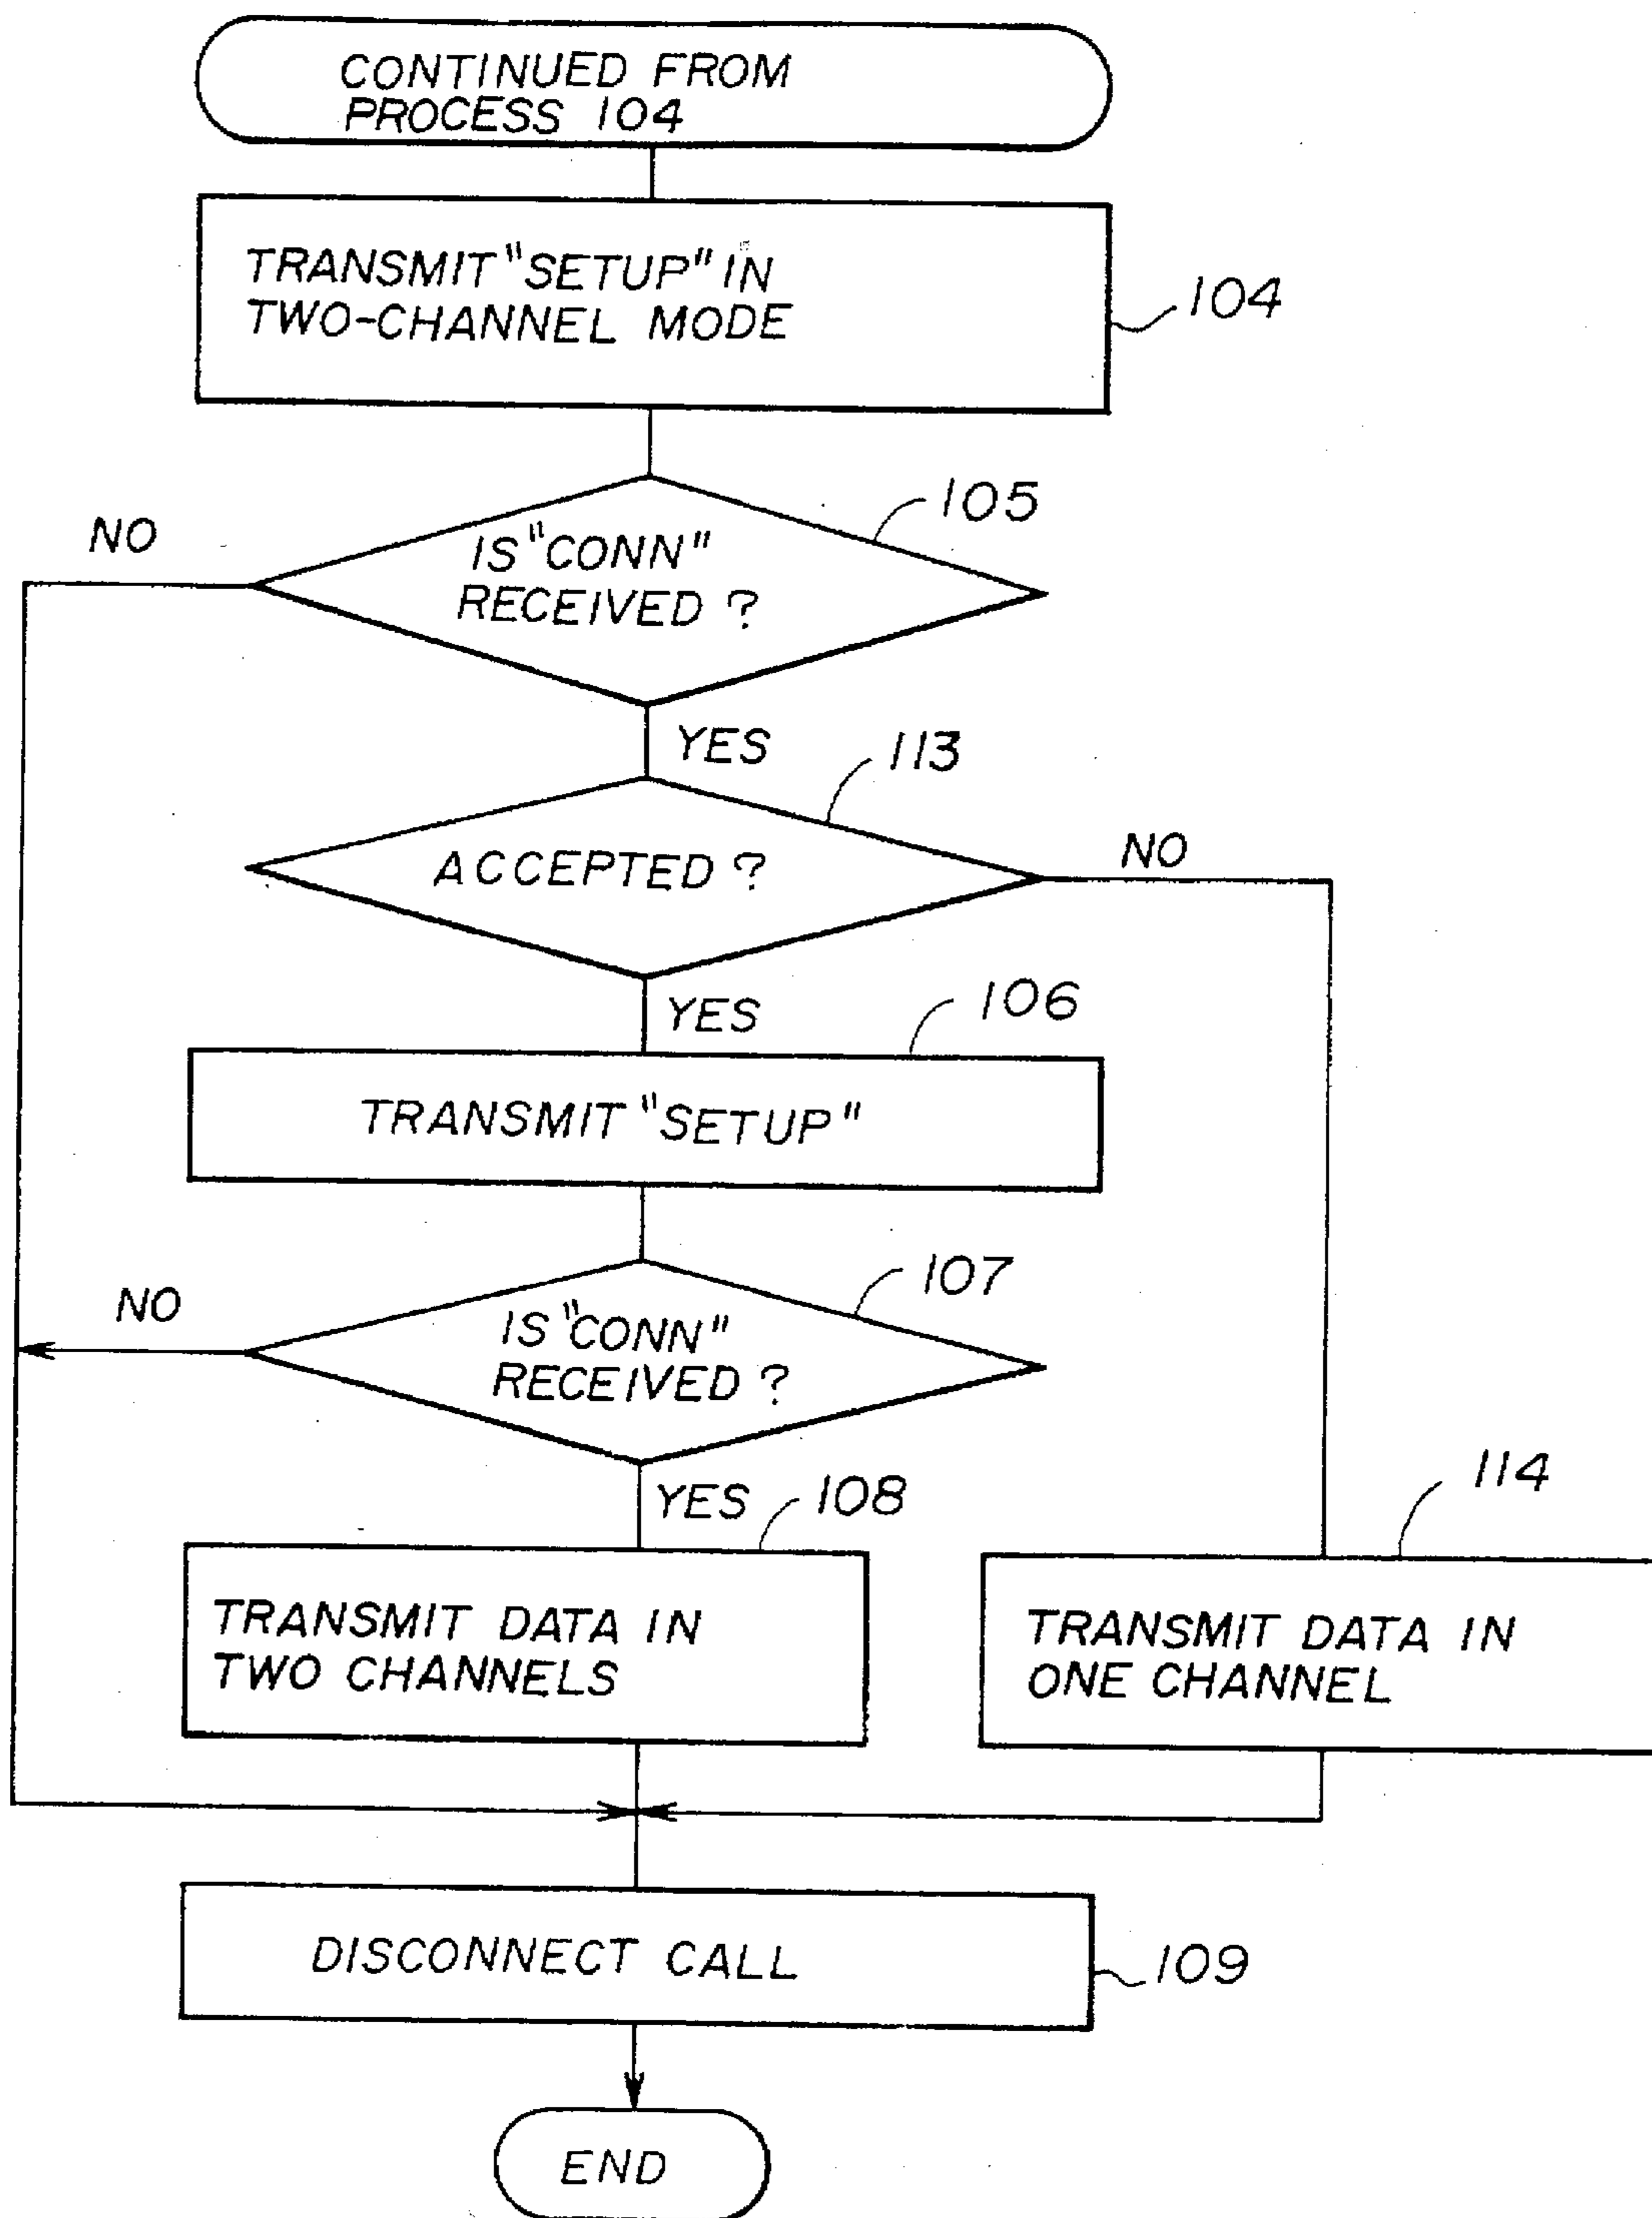 CONTINUED FROM
PROCESS 104
TRANSMIT "SETUP" IN
TWO-CHANNEL MODE
104
105
NO
IS "CONN"
RECEIVED ?
YES
113
ACCEPTED ?
NO
YES
106
TRANSMIT "SETUP"
107
NO
IS "CONN"
RECEIVED ?
YES
108
114
TRANSMIT DATA IN
TWO CHANNELS
TRANSMIT DATA IN
ONE CHANNEL
DISCONNECT CALL
109
END